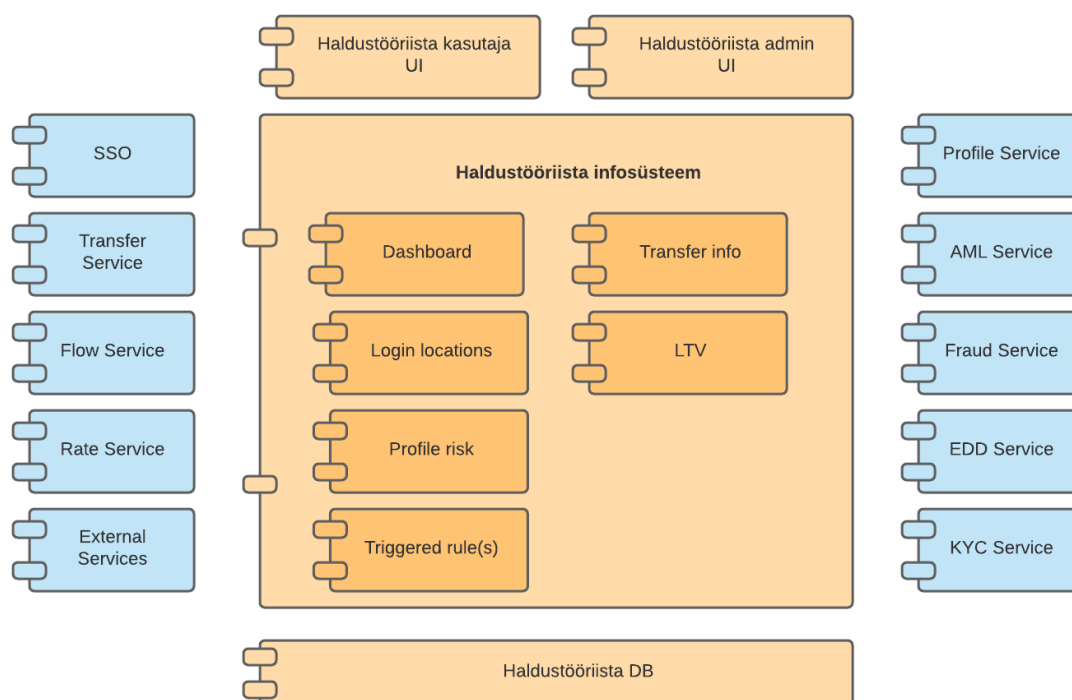 Haldustööriista kasutaja
UI
Haldustööriista admin
UI
SSO
Transfer
Service
Flow Service
Rate Service
External
Services
Haldustööriista infosüsteem
Dashboard
Transfer info
Login locations
LTV
Profile risk
Triggered rule(s)
Profile Service
AML Service
Fraud Service
EDD Service
KYC Service
Haldustööriista DB